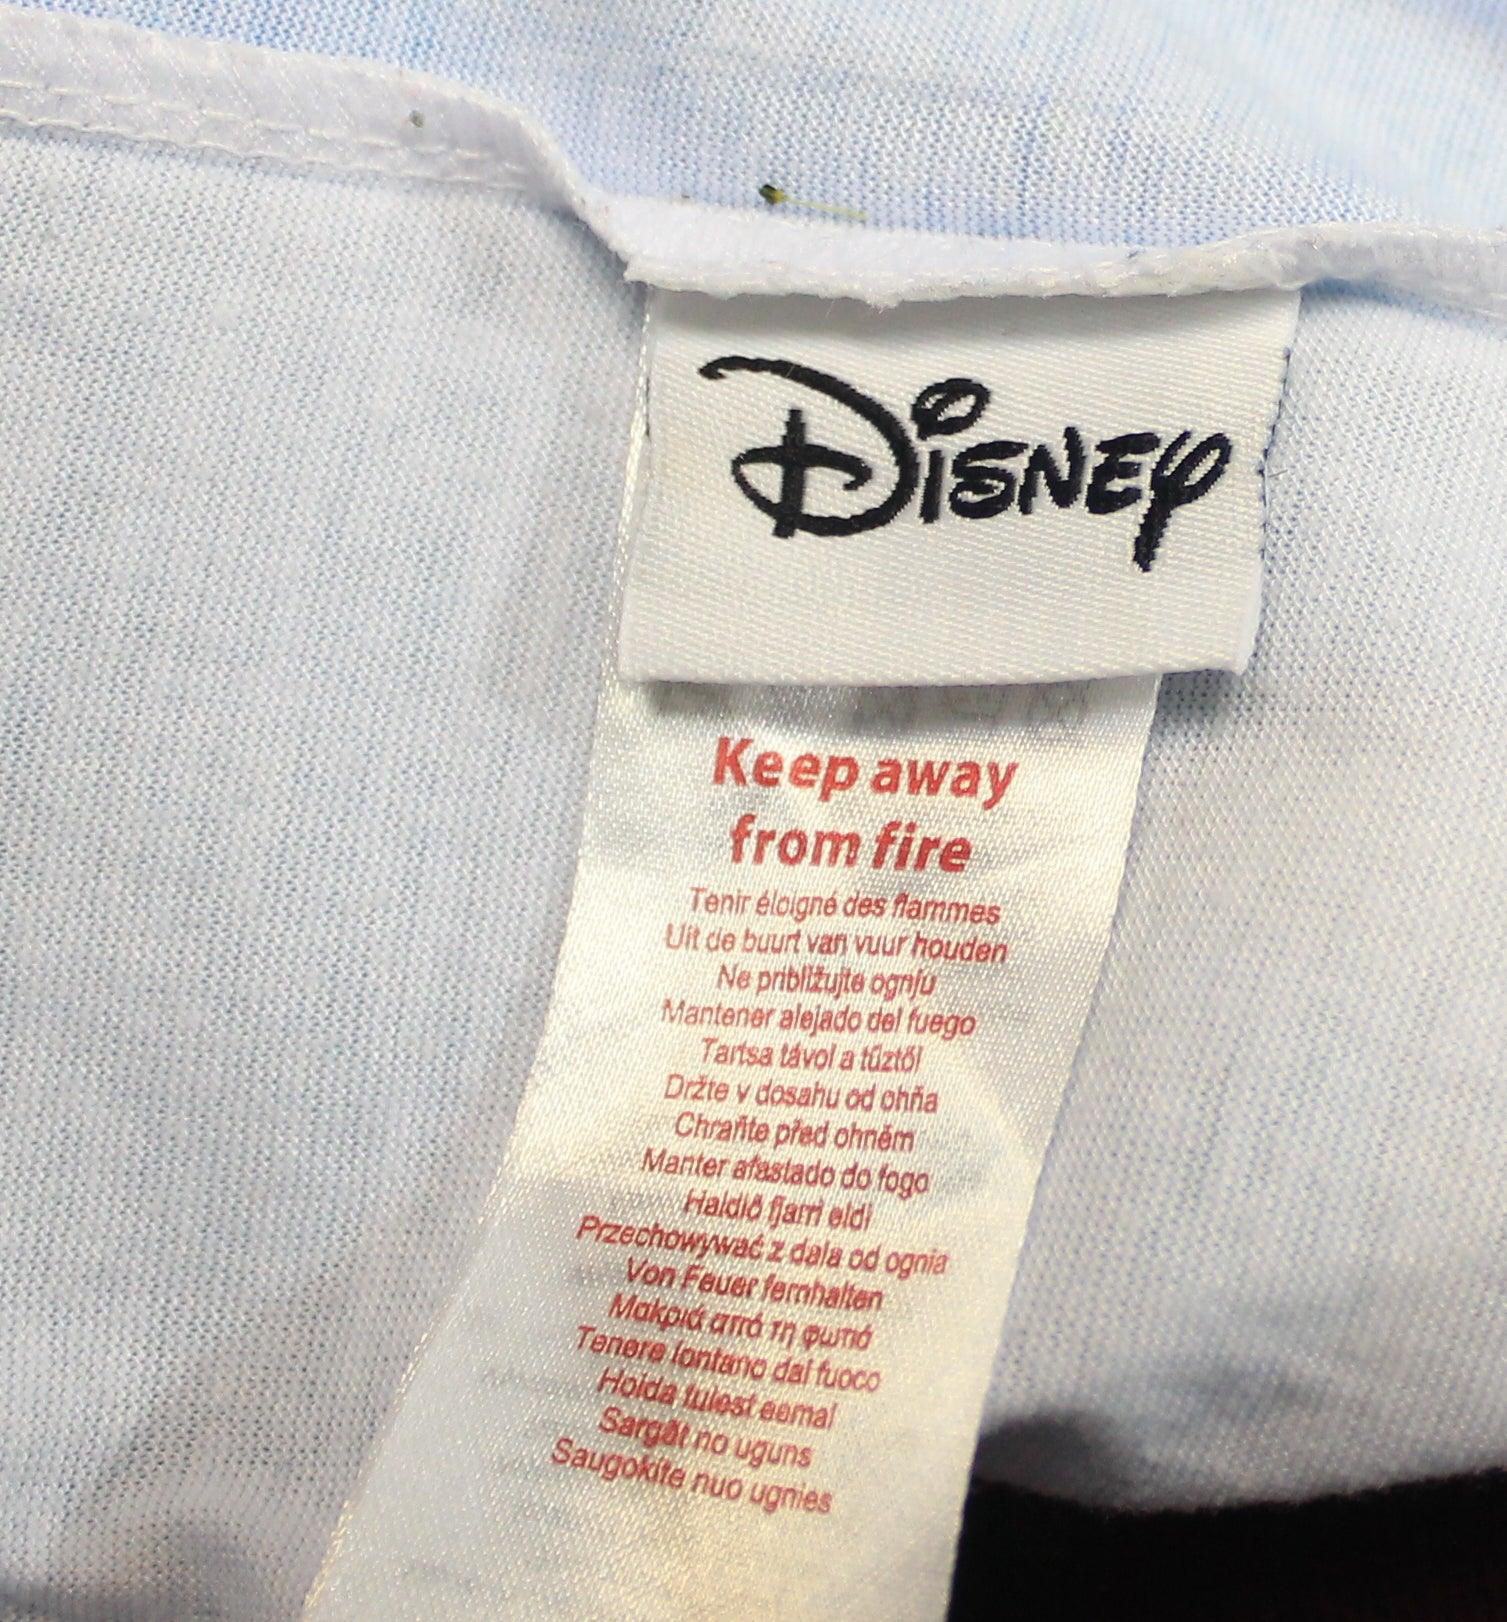 Disney
Keep away
from fire
Tenir éloigné des flammes
Uit de buurt van vuur houden
Ne približujte ognju
Mantener alejado del fuego
Tartsa távol a tűztől
Držte v dosahu od ohňa
Chraňte před ohněm
Manter afastado do fogo
Haldið fjarri eldi
Przechowywać z dala od ognia
Von Feuer fernhalten
Μακριά από τη φωτιά
Tenere lontano dal fuoco
Hoida tulest eemal
Sargāt no uguns
Saugokite nuo ugnies